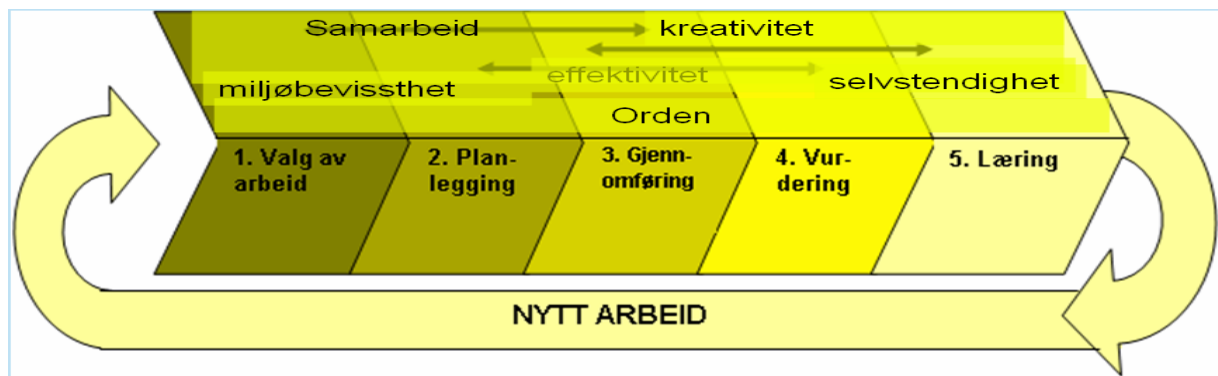 Samarbeid kreativitet
effektivitet
miljøbevissthet selvstendighet
Orden
1. Valg av
arbeid
2. Plan-
legging
3. Gjenn-
omføring
4. Vur-
dering
5. Læring
NYTT ARBEID